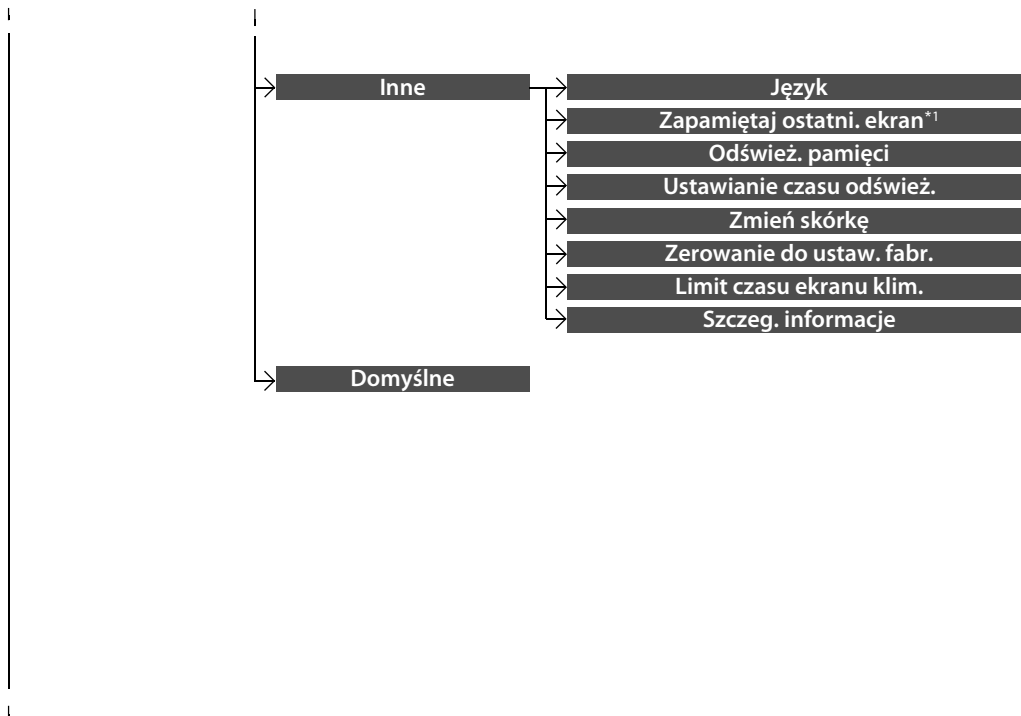 Inne
Język
Zapamiętaj ostatni. ekran*1
Odśwież. pamięci
Ustawianie czasu odśwież.
Zmień skórkę
Zerowanie do ustaw. fabr.
Limit czasu ekranu klim.
Szczeg. informacje
Domyślne